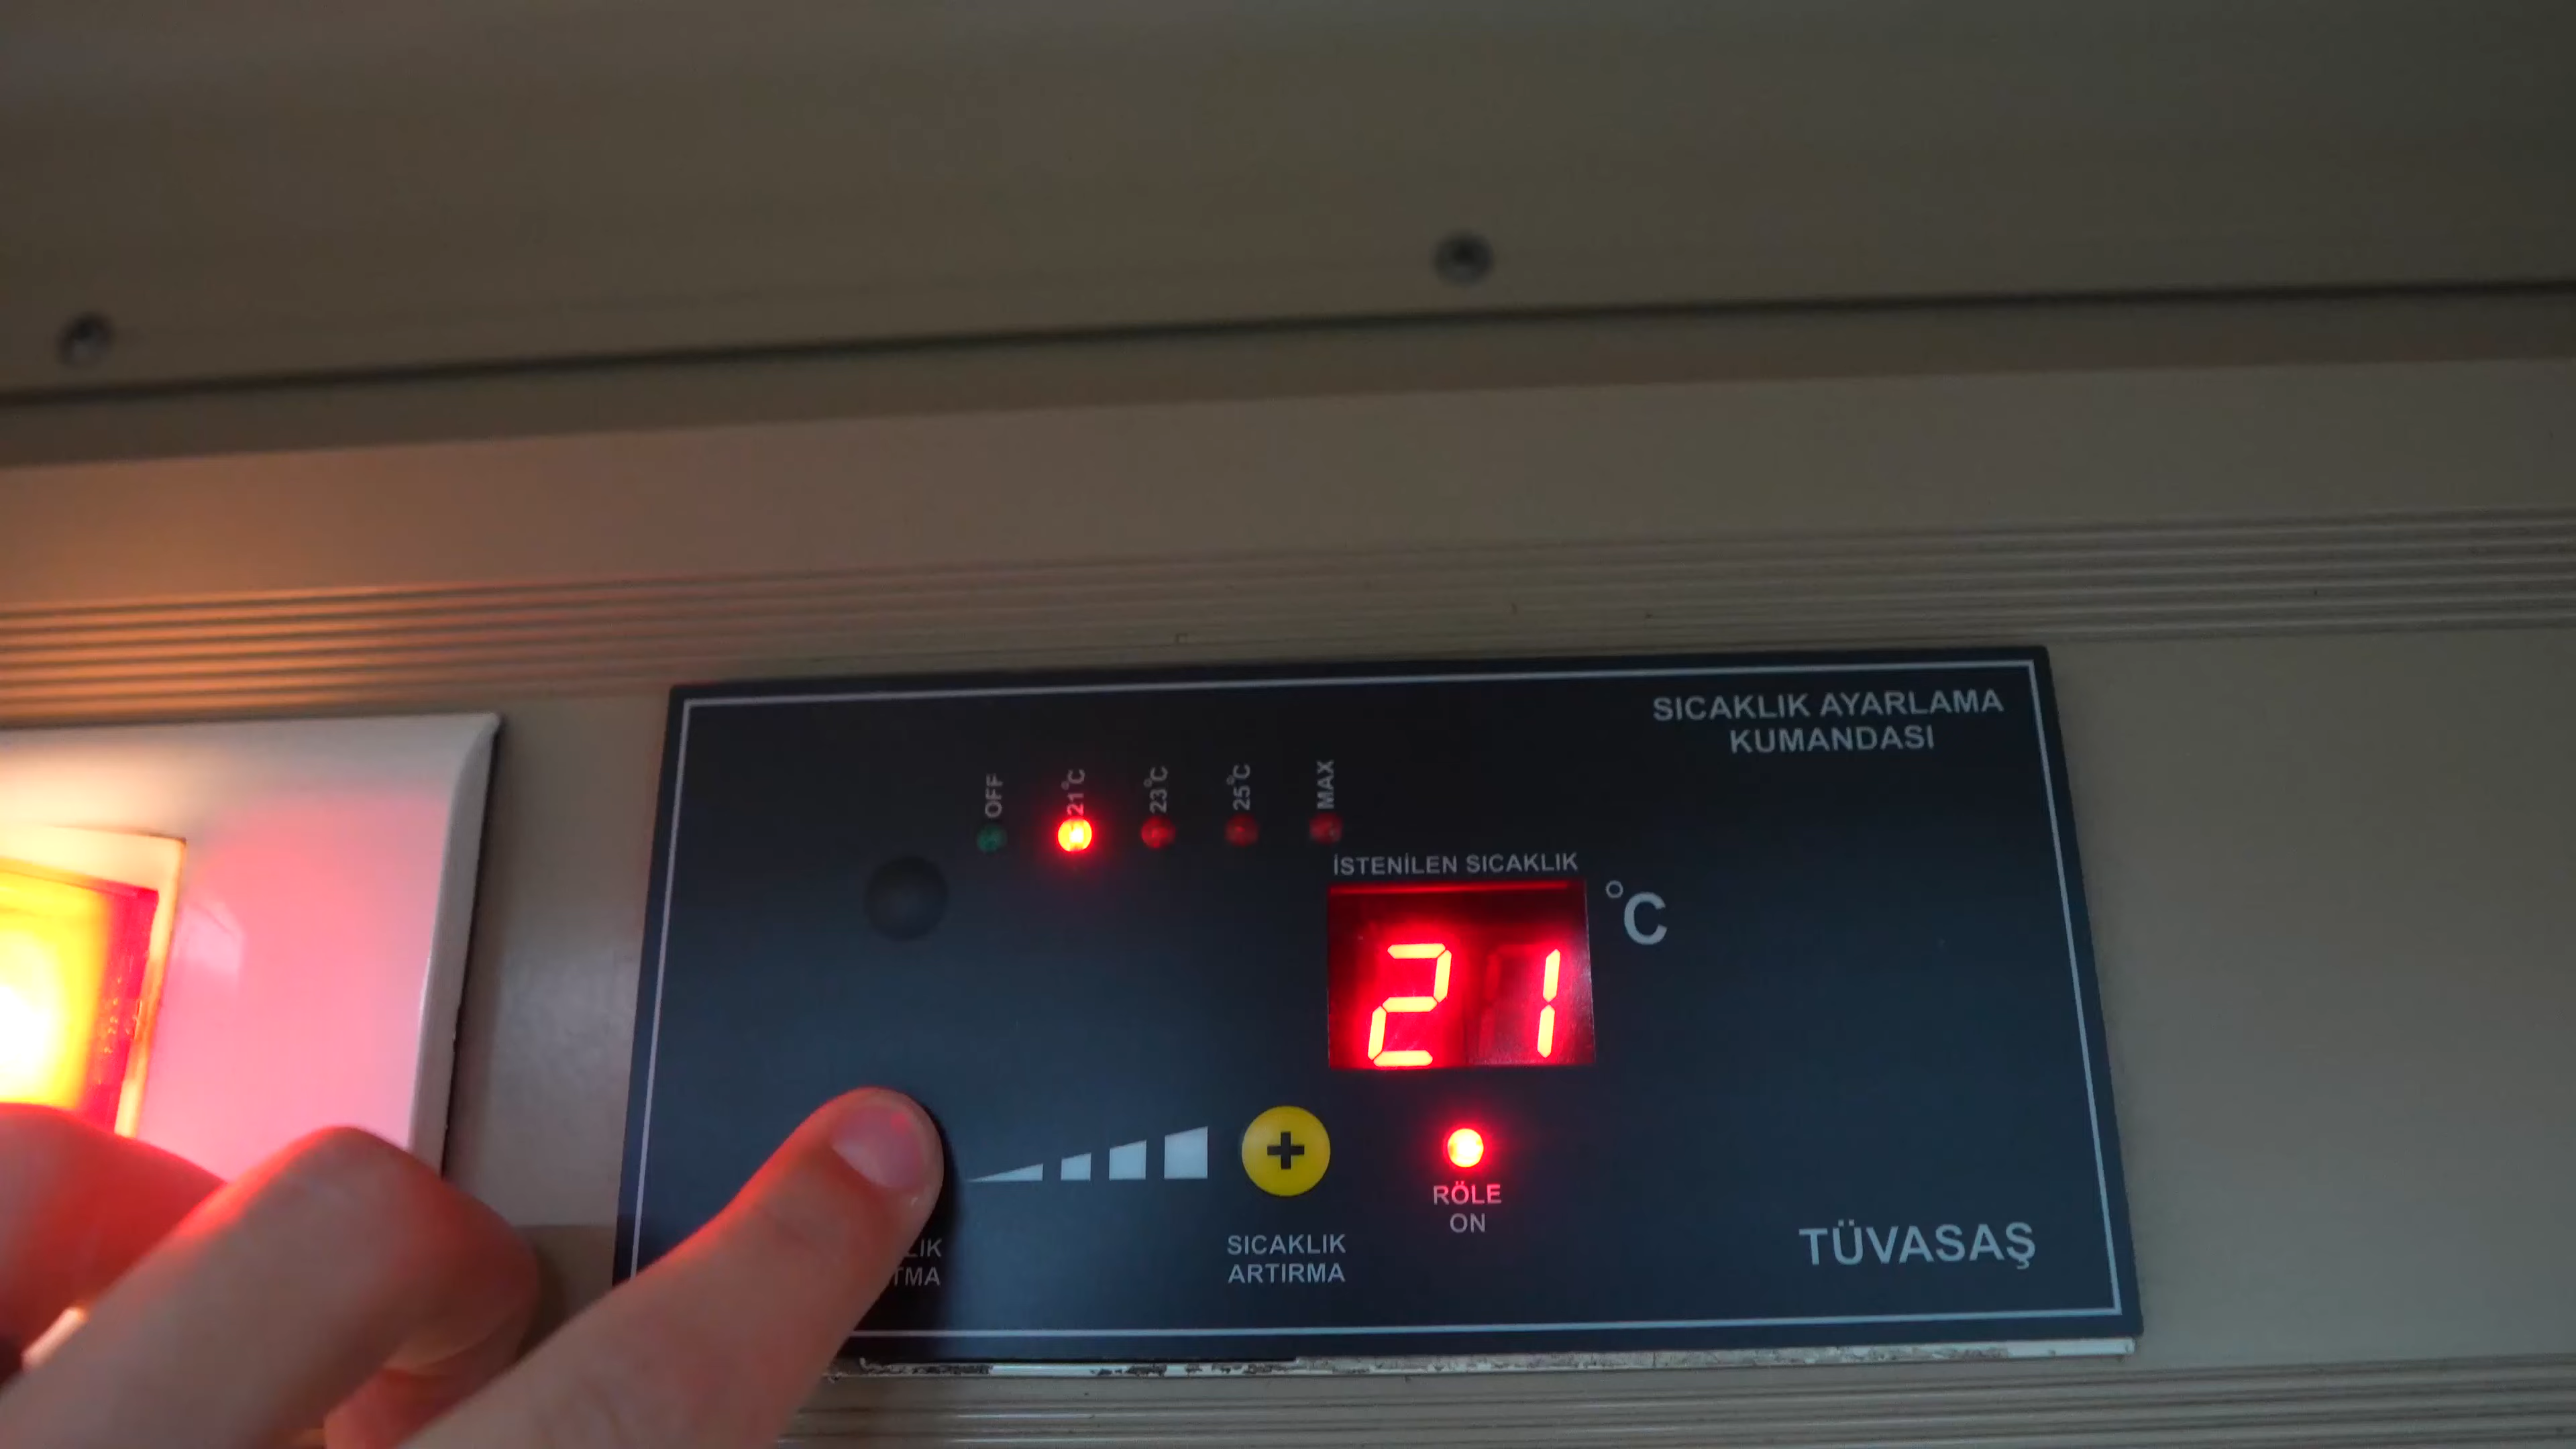 SICAKLIK AYARLAMA
KUMANDASI
OFF
21°C
23°C
25°C
MAX
İSTENİLEN SICAKLIK
21
°C
+
RÖLE
ON
SICAKLIK
ARTIRMA
TÜVASAŞ